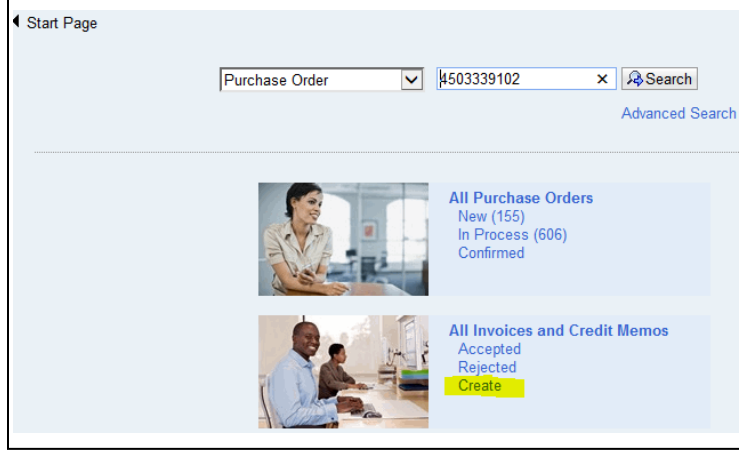 Start Page
Purchase Order 4503339102 × Search
Advanced Search
All Purchase Orders
New (155)
In Process (606)
Confirmed
All Invoices and Credit Memos
Accepted
Rejected
Create